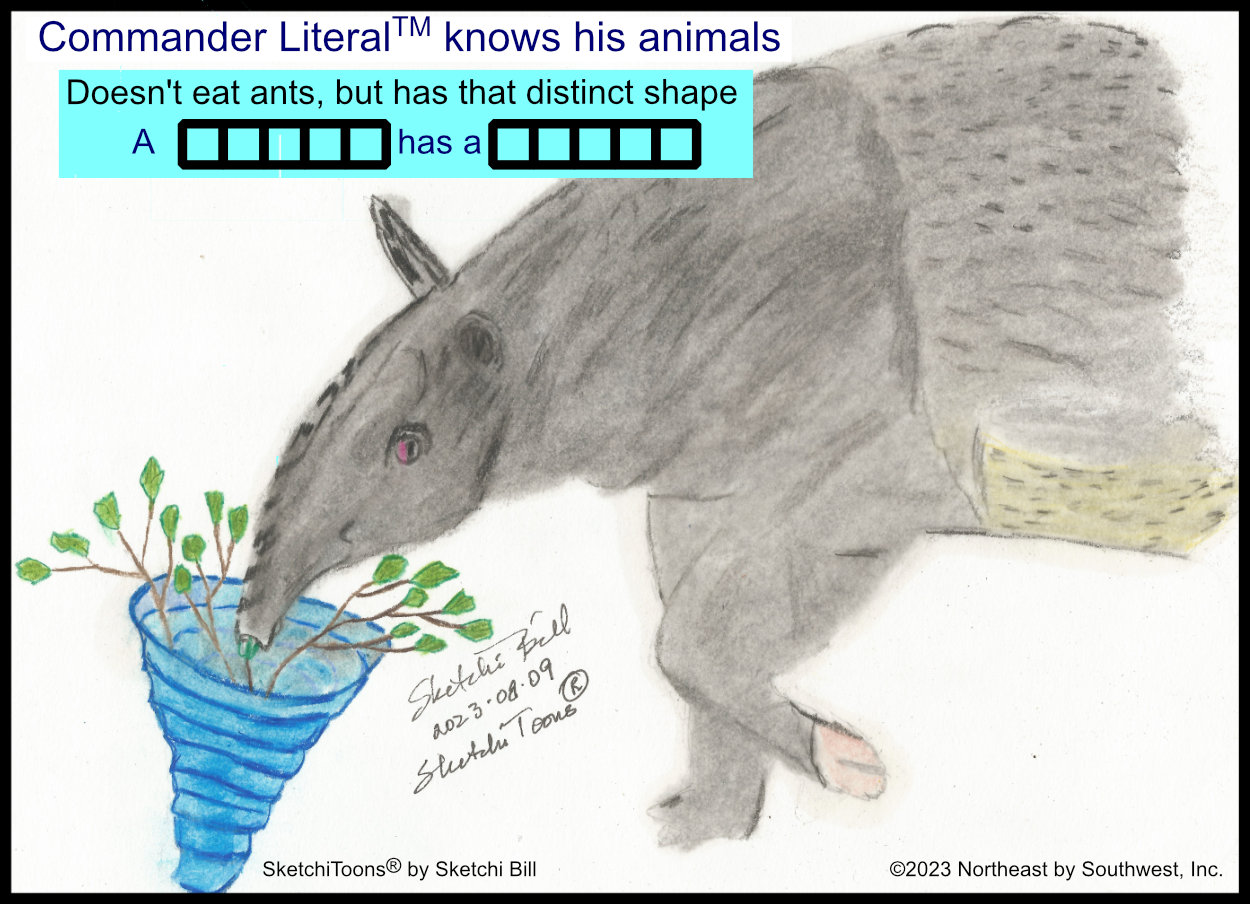 Commander Literal™ knows his animals
Doesn't eat ants, but has that distinct shape
A has a
Sketchi Bill
2023.08.09
SketchiToons®
SketchiToons® by Sketchi Bill
©2023 Northeast by Southwest, Inc.